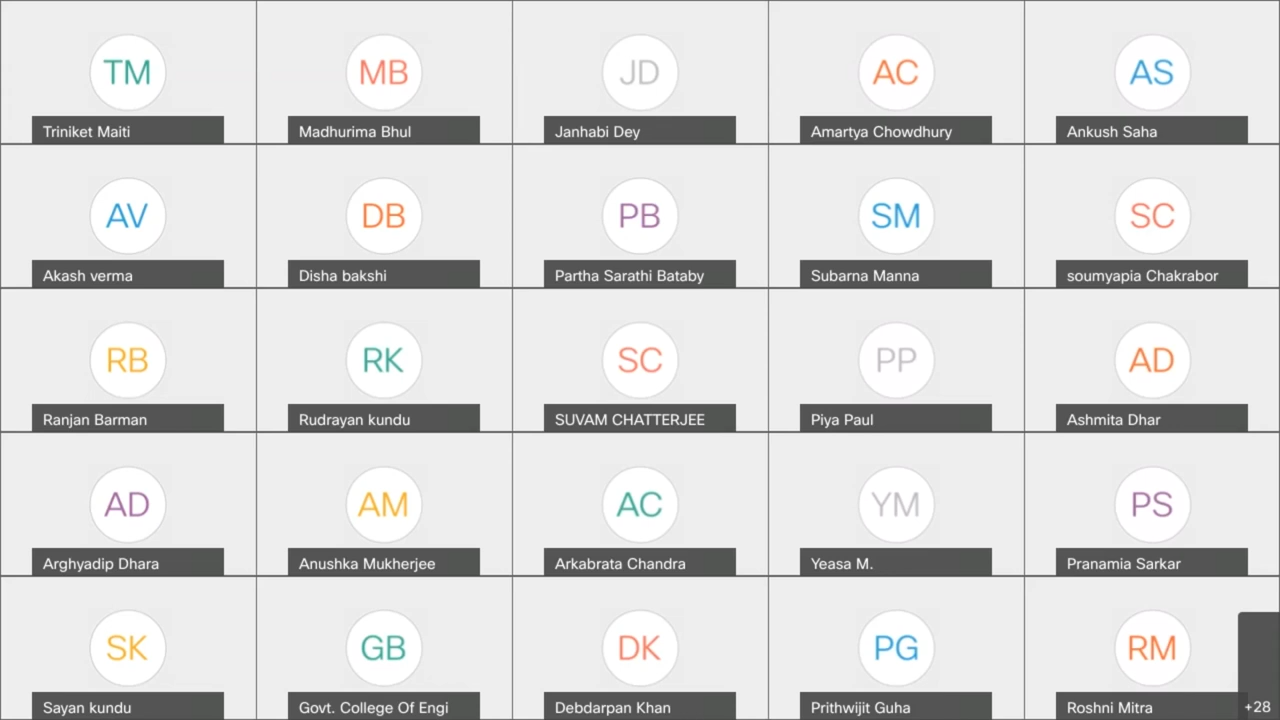 TM
MB
JD
AC
AS
Triniket Maiti
Madhurima Bhul
Janhabi Dey
Amartya Chowdhury
Ankush Saha
AV
DB
PB
SM
SC
Akash verma
Disha bakshi
Partha Sarathi Bataby
Subarna Manna
soumyapia Chakrabor
RB
RK
SC
PP
AD
Ranjan Barman
Rudrayan kundu
SUVAM CHATTERJEE
Piya Paul
Ashmita Dhar
AD
AM
AC
YM
PS
Arghyadip Dhara
Anushka Mukherjee
Arkabrata Chandra
Yeasa M.
Pranamia Sarkar
SK
GB
DK
PG
RM
Sayan kundu
Govt. College Of Engi
Debdarpan Khan
Prithwijit Guha
Roshni Mitra
+28